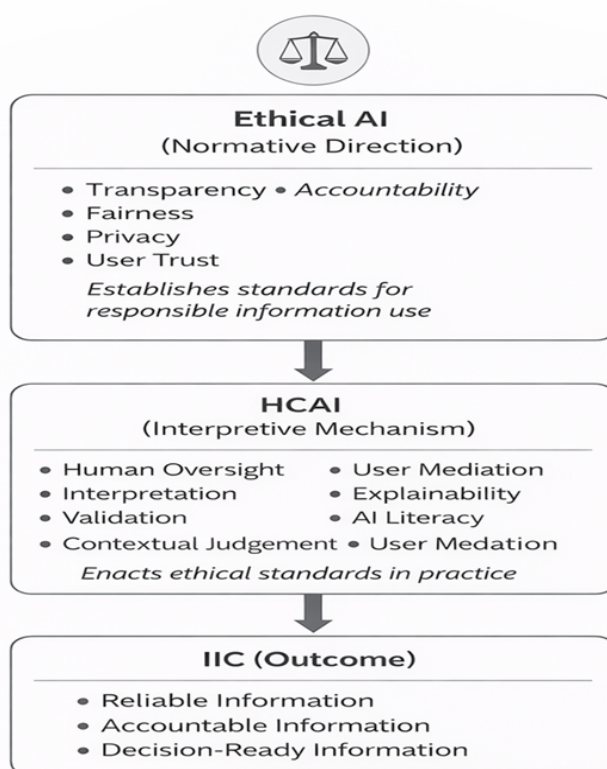 Ethical AI
(Normative Direction)
• Transparency • Accountability
• Fairness
• Privacy
• User Trust
Establishes standards for
responsible information use
HCAI
(Interpretive Mechanism)
• Human Oversight • User Mediation
• Interpretation • Explainability
• Validation • AI Literacy
• Contextual Judgement • User Medation
Enacts ethical standards in practice
IIC (Outcome)
• Reliable Information
• Accountable Information
• Decision-Ready Information